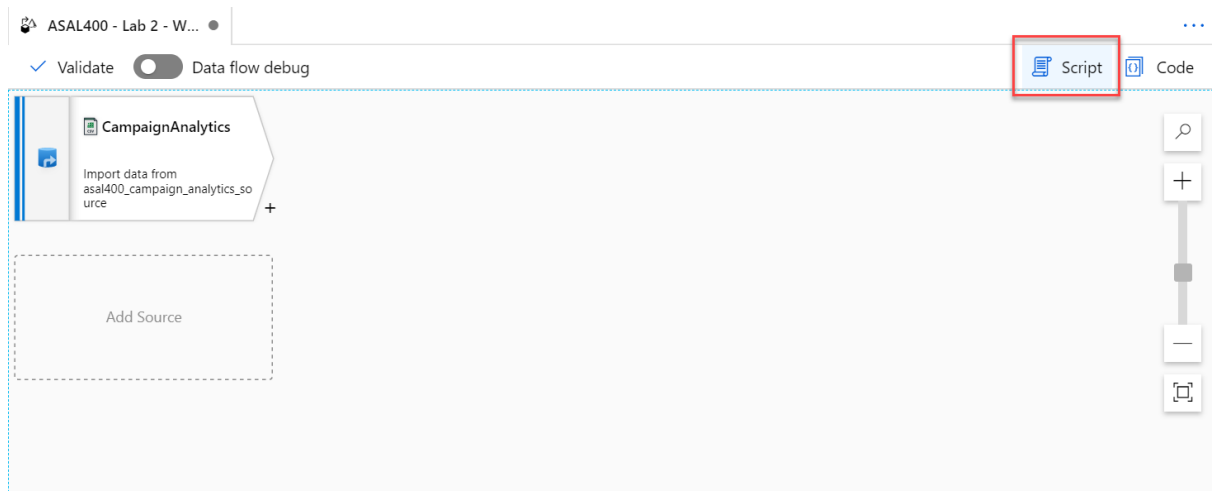 ASAL400 - Lab 2 - W...
Validate Data flow debug Script Code
CampaignAnalytics
Import data from
asal400_campaign_analytics_so
urce
+
Add Source